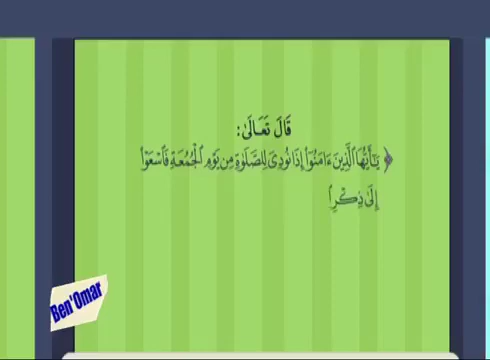 قَالَ تَعَالَىٰ:
﴿ يَـٰٓأَيُّهَا ٱلَّذِينَ ءَامَنُوٓا۟ إِذَا نُودِىَ لِلصَّلَوٰةِ مِن يَوْمِ ٱلْجُمُعَةِ فَٱسْعَوْا۟
إِلَىٰ ذِكْرِ ٱ
Ben'Omar